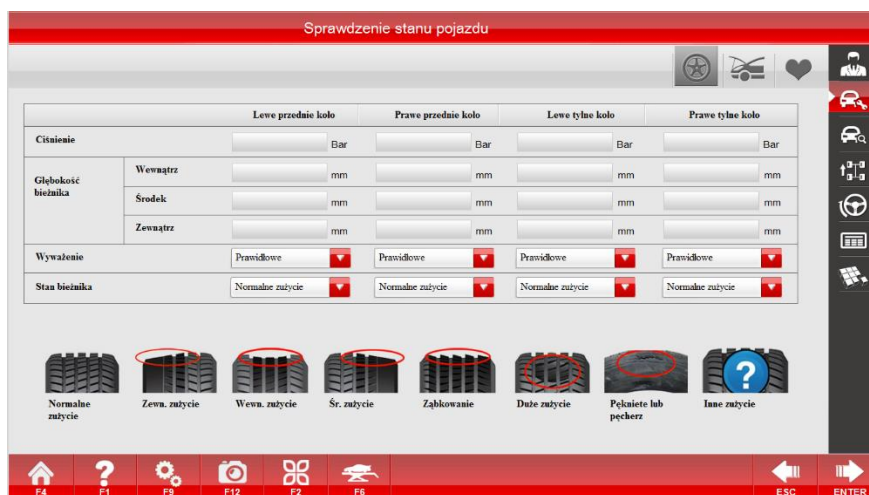 Sprawdzenie stanu pojazdu
Lewe przednie koło Prawe przednie koło Lewe tylne koło Prawe tylne koło
Ciśnienie Bar Bar Bar Bar
Głębokość bieżnika
Wewnątrz mm mm mm mm
Środek mm mm mm mm
Zewnątrz mm mm mm mm
Wyważenie Prawidłowe Prawidłowe Prawidłowe Prawidłowe
Stan bieżnika Normalne zużycie Normalne zużycie Normalne zużycie Normalne zużycie
?
Normalne zużycie
Zewn. zużycie
Wewn. zużycie
Śr. zużycie
Ząbkowanie
Duże zużycie
Pękniete lub pęcherz
Inne zużycie
?
F4 F1 F9 F12 F2 F6 ESC ENTER